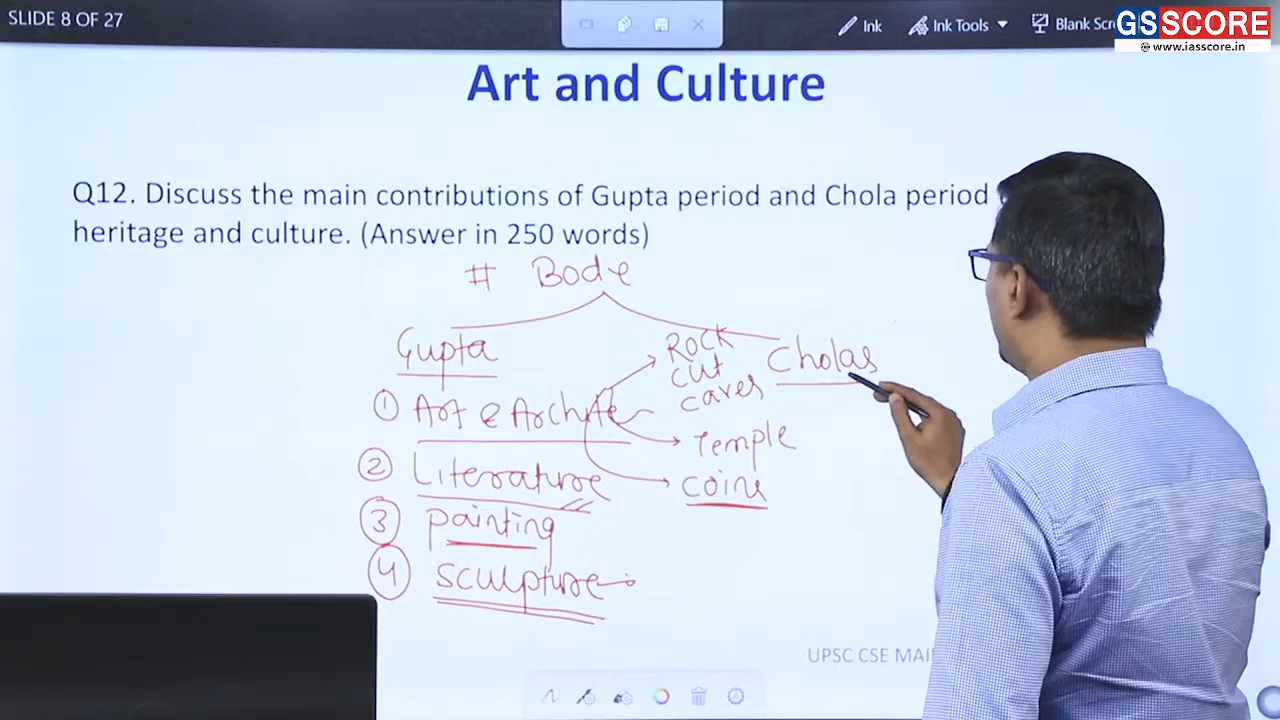 SLIDE 8 OF 27
Ink
Ink Tools
Blank Scr
GSSCORE
www.iasscore.in
Art and Culture
Q12. Discuss the main contributions of Gupta period and Chola period
heritage and culture. (Answer in 250 words)
# Bode
Gupta
① Art & Archite
② Literature
③ painting
④ sculpture
Rock
cut
caves
Temple
coins
Cholas
UPSC CSE MAI